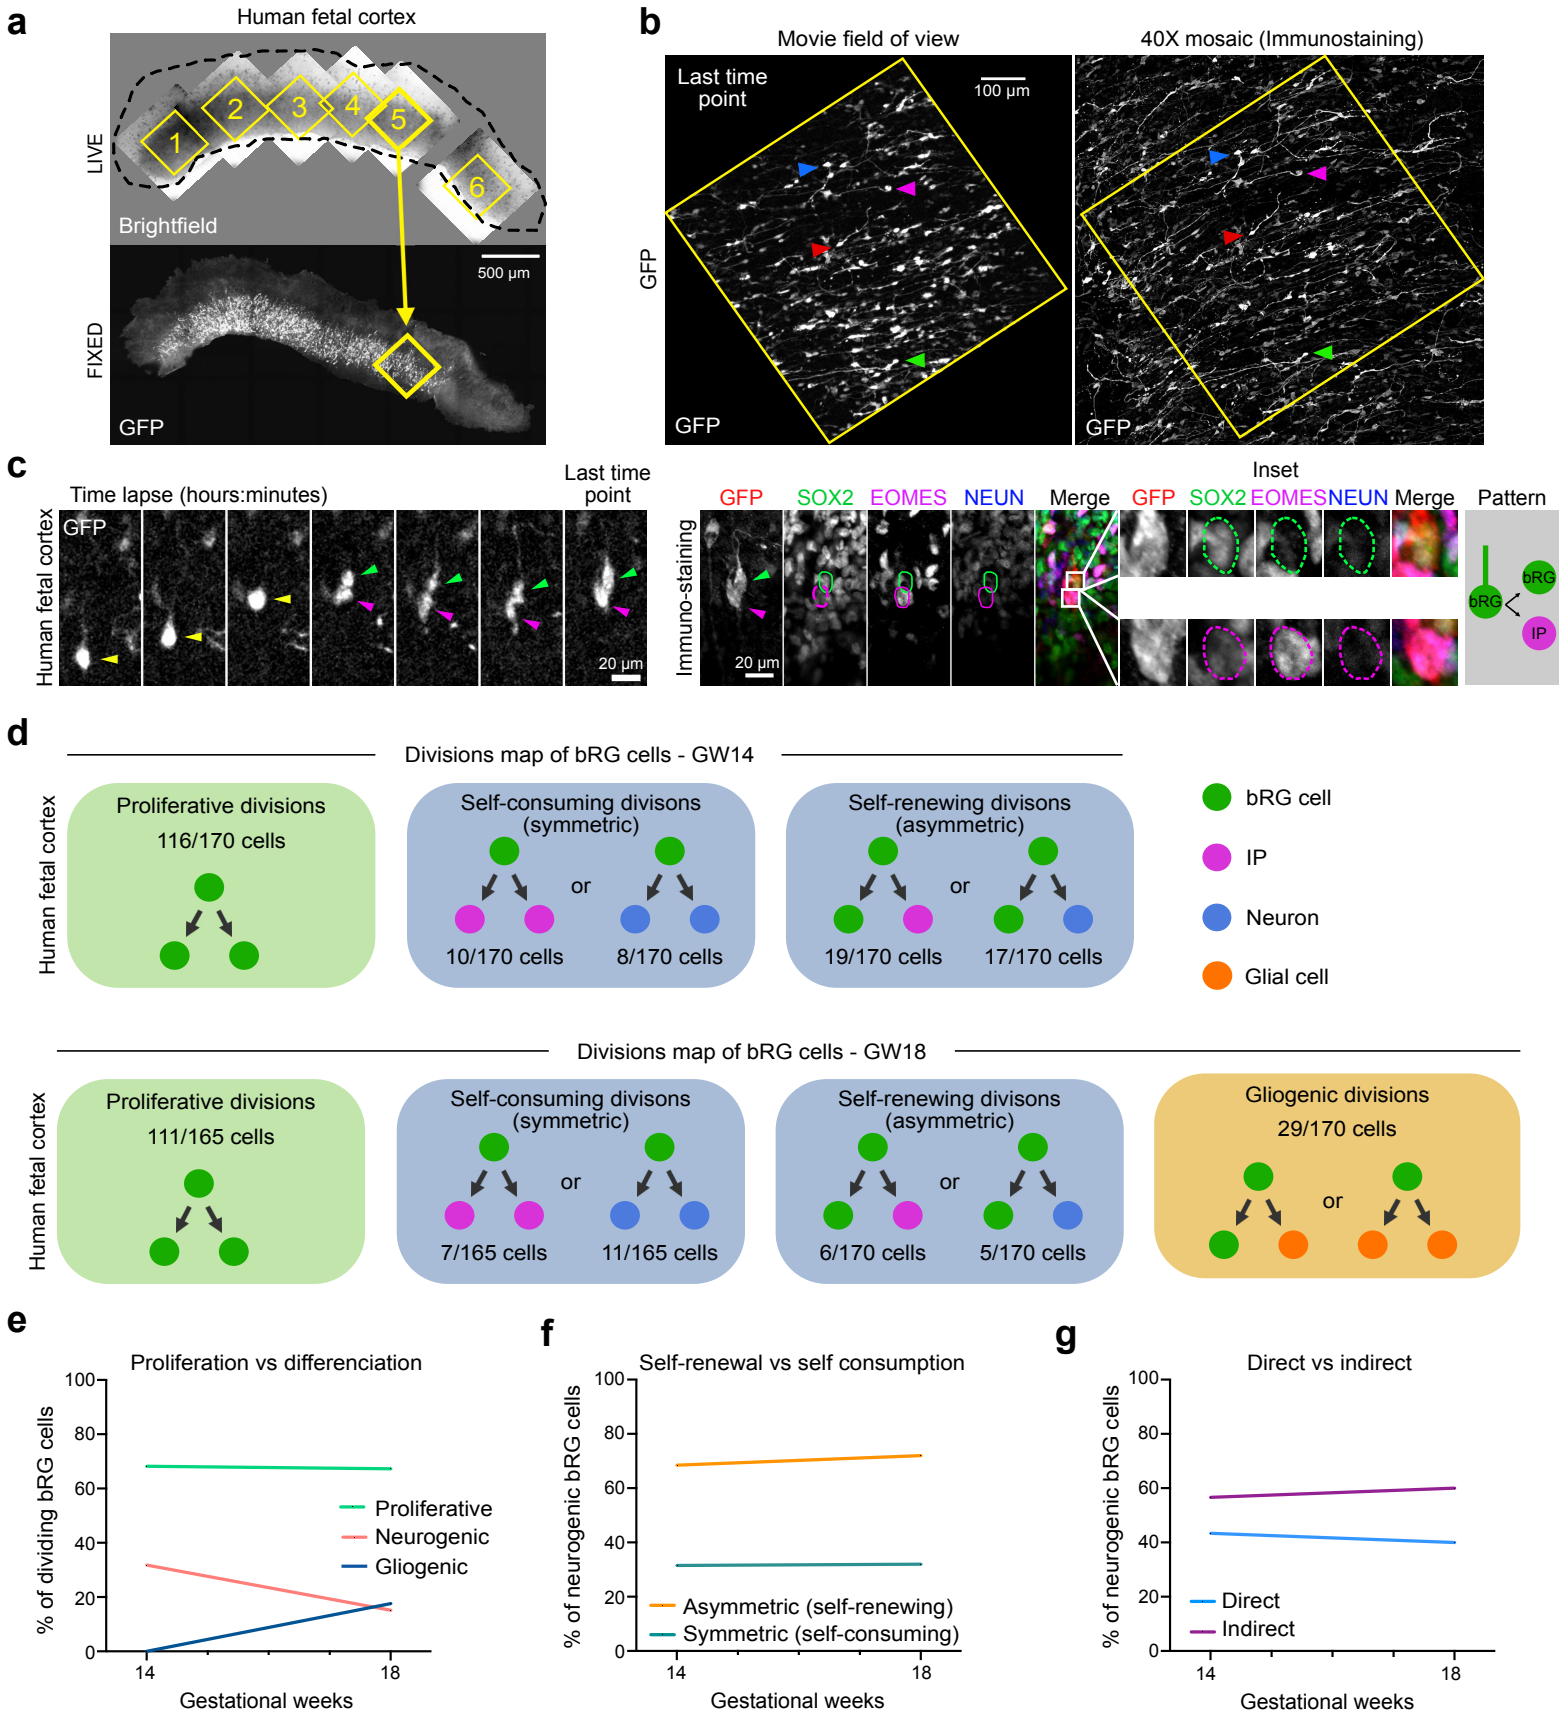 a
Human fetal cortex
LIVE
1
2
3
4
5
6
Brightfield
500 µm
FIXED
GFP
b
Movie field of view
40X mosaic (Immunostaining)
Last time
point
100 µm
GFP
GFP
GFP
c
Human fetal cortex
Time lapse (hours:minutes)
Last time
point
GFP
20 µm
Immuno-staining
GFP
SOX2
EOMES
NEUN
Merge
20 µm
Inset
GFP
SOX2
EOMES
NEUN
Merge
Pattern
bRG
bRG
IP
d
Divisions map of bRG cells - GW14
Human fetal cortex
Proliferative divisions
116/170 cells
Self-consuming divisons
(symmetric)
or
10/170 cells
8/170 cells
Self-renewing divisions
(asymmetric)
or
19/170 cells
17/170 cells
bRG cell
IP
Neuron
Glial cell
Divisions map of bRG cells - GW18
Human fetal cortex
Proliferative divisions
111/165 cells
Self-consuming divisons
(symmetric)
or
7/165 cells
11/165 cells
Self-renewing divisions
(asymmetric)
or
6/170 cells
5/170 cells
Gliogenic divisions
29/170 cells
or
e
Proliferation vs differenciation
% of dividing bRG cells
100
80
60
40
20
0
Proliferative
Neurogenic
Gliogenic
14
18
Gestational weeks
f
Self-renewal vs self consumption
% of neurogenic bRG cells
100
80
60
40
20
0
Asymmetric (self-renewing)
Symmetric (self-consuming)
14
18
Gestational weeks
g
Direct vs indirect
% of neurogenic bRG cells
100
80
60
40
20
0
Direct
Indirect
14
18
Gestational weeks